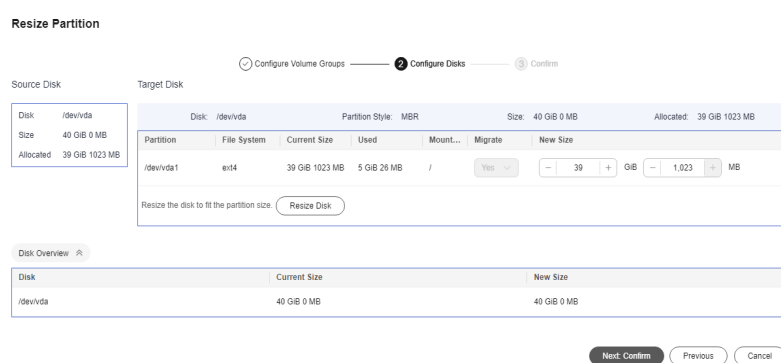 Resize Partition
Configure Volume Groups 2 Configure Disks 3 Confirm
Source Disk Target Disk
Disk /dev/vda
Size 40 GiB 0 MB
Allocated 39 GiB 1023 MB
Disk: /dev/vda Partition Style: MBR Size: 40 GiB 0 MB Allocated: 39 GiB 1023 MB
Partition File System Current Size Used Mount... Migrate New Size
/dev/vda1 ext4 39 GiB 1023 MB 5 GiB 26 MB / Yes − 39 + GiB − 1,023 + MB
Resize the disk to fit the partition size. Resize Disk
Disk Overview
Disk Current Size New Size
/dev/vda 40 GiB 0 MB 40 GiB 0 MB
Next: Confirm Previous Cancel